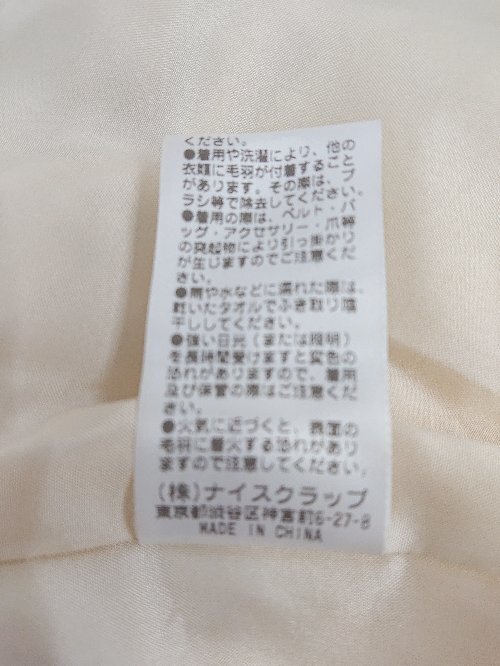 ください。
●着用や洗濯により、他の
衣類に毛羽が付着すること
があります。その際は、ブ
ラシ等で除去してください。
●着用の際は、ベルト・バ
ッグ・アクセサリー・爪等
の突起物により引っ掛かり
が生じますのでご注意くだ
さい。
●雨や水などに濡れた際は、
乾いたタオルでふき取り陰
干ししてください。
●強い日光(または照明)
を長時間受けますと変色の
恐れがありますので、着用
及び保管の際はご注意くだ
さい。
●火気に近づくと、表面の
毛羽に着火する恐れがあり
ますので注意してください。
(株)ナイスクラップ
東京都渋谷区神宮前6-27-8
MADE IN CHINA